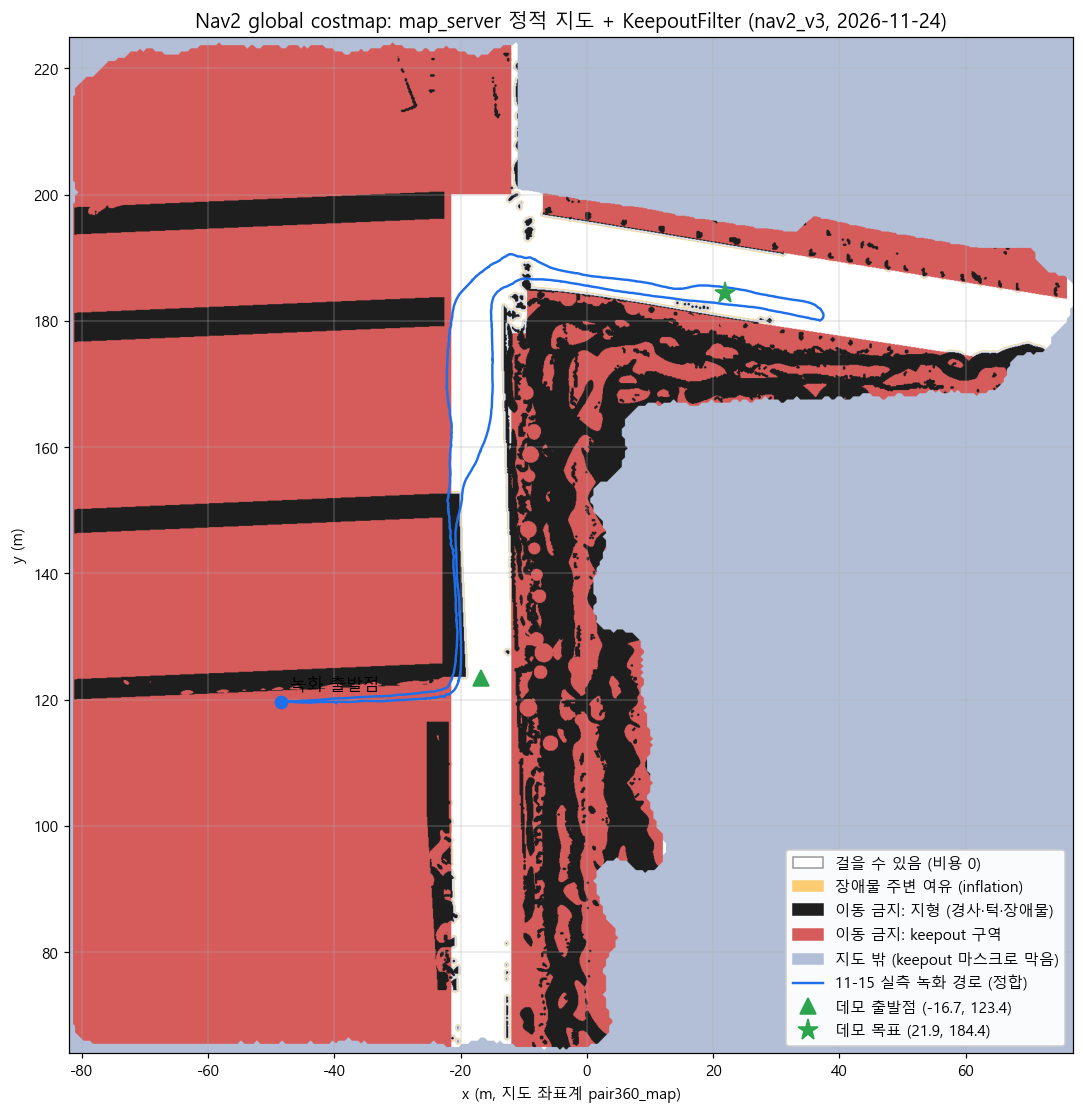 Nav2 global costmap: map_server 정적 지도 + KeepoutFilter (nav2_v3, 2026-11-24)
220
200
180
160
140
120
100
80
y (m)
녹화 출발점
걸을 수 있음 (비용 0)
장애물 주변 여유 (inflation)
이동 금지: 지형 (경사·턱·장애물)
이동 금지: keepout 구역
지도 밖 (keepout 마스크로 막음)
11-15 실측 녹화 경로 (정합)
데모 출발점 (-16.7, 123.4)
데모 목표 (21.9, 184.4)
-80 -60 -40 -20 0 20 40 60
x (m, 지도 좌표계 pair360_map)